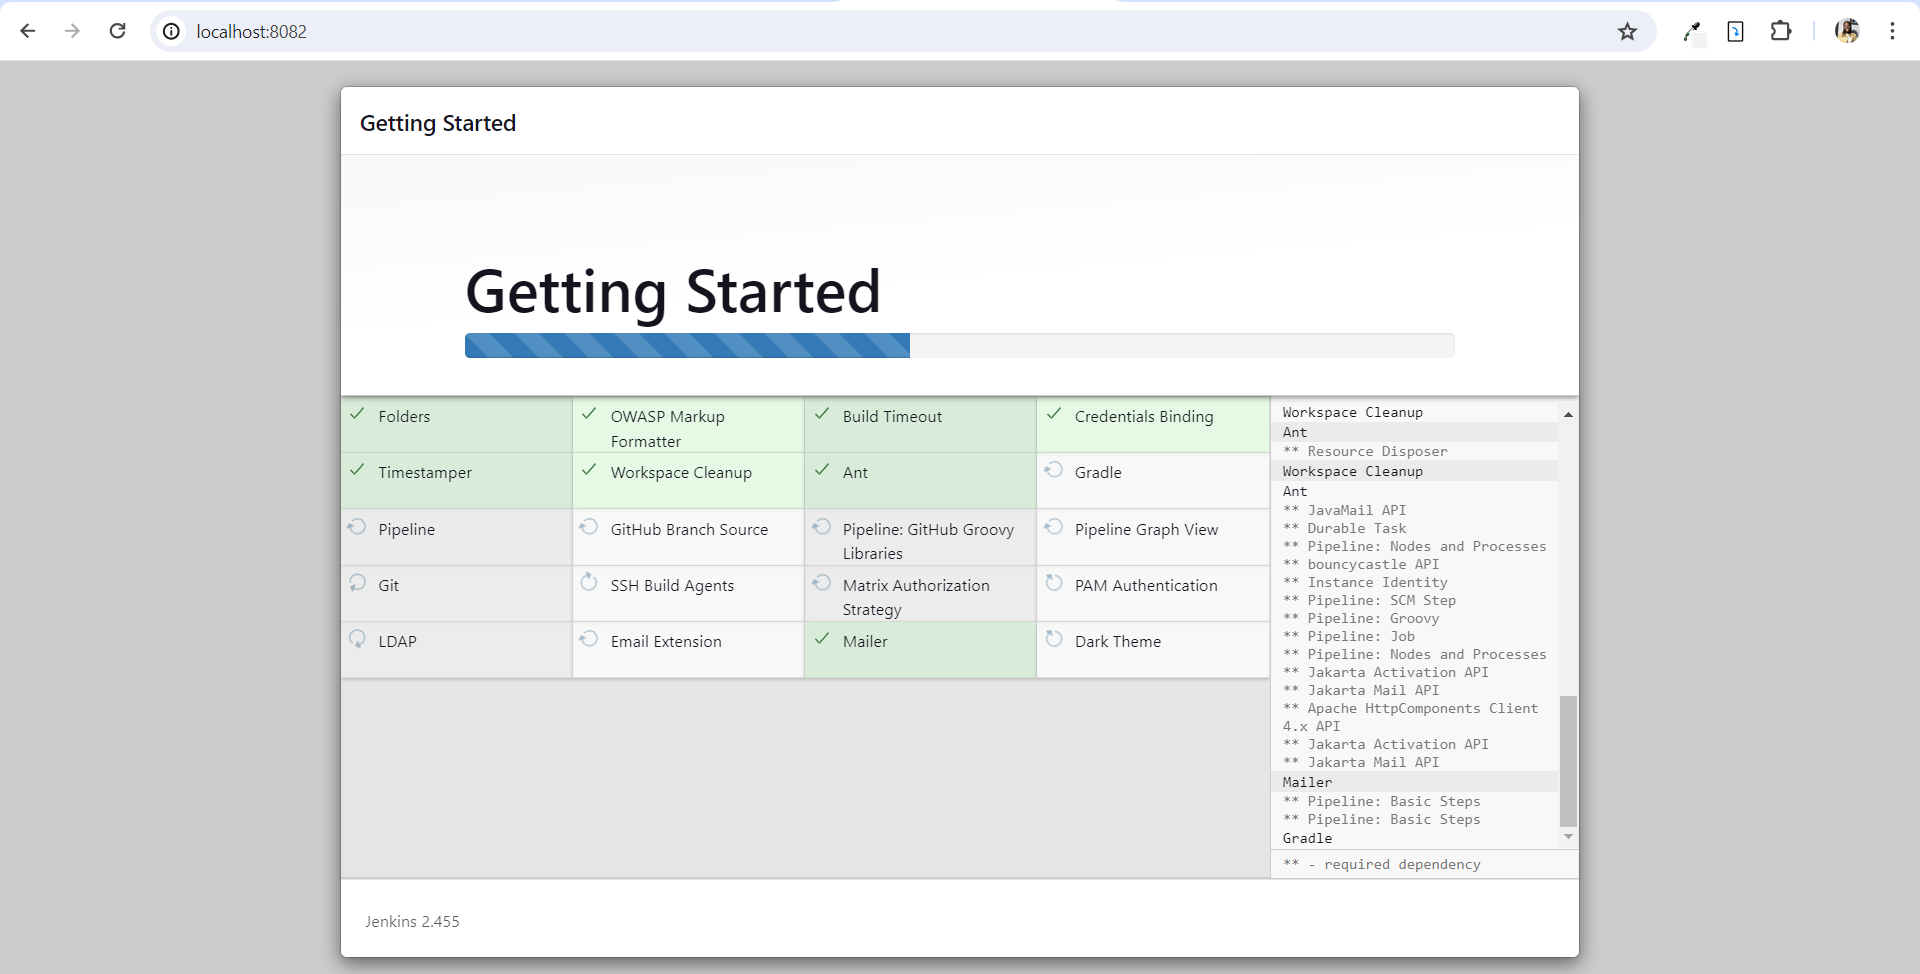 localhost:8082
Getting Started
Getting Started
Folders
OWASP Markup
Formatter
Build Timeout
Credentials Binding
Timestamper
Workspace Cleanup
Ant
Gradle
Pipeline
GitHub Branch Source
Pipeline: GitHub Groovy
Libraries
Pipeline Graph View
Git
SSH Build Agents
Matrix Authorization
Strategy
PAM Authentication
LDAP
Email Extension
Mailer
Dark Theme
Workspace Cleanup
Ant
** Resource Disposer
Workspace Cleanup
Ant
** JavaMail API
** Durable Task
** Pipeline: Nodes and Processes
** bouncycastle API
** Instance Identity
** Pipeline: SCM Step
** Pipeline: Groovy
** Pipeline: Job
** Pipeline: Nodes and Processes
** Jakarta Activation API
** Jakarta Mail API
** Apache HttpComponents Client
4.x API
** Jakarta Activation API
** Jakarta Mail API
Mailer
** Pipeline: Basic Steps
** Pipeline: Basic Steps
Gradle
** - required dependency
Jenkins 2.455